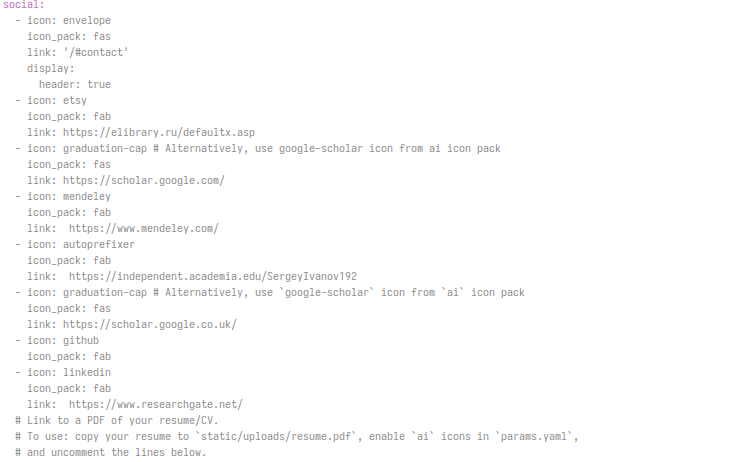 social:
  - icon: envelope
    icon_pack: fas
    link: '/#contact'
    display:
      header: true
  - icon: etsy
    icon_pack: fab
    link: https://elibrary.ru/defaultx.asp
  - icon: graduation-cap # Alternatively, use google-scholar icon from ai icon pack
    icon_pack: fas
    link: https://scholar.google.com/
  - icon: mendeley
    icon_pack: fab
    link:  https://www.mendeley.com/
  - icon: autoprefixer
    icon_pack: fab
    link:  https://independent.academia.edu/SergeyIvanov192
  - icon: graduation-cap # Alternatively, use `google-scholar` icon from `ai` icon pack
    icon_pack: fas
    link: https://scholar.google.co.uk/
  - icon: github
    icon_pack: fab
  - icon: linkedin
    icon_pack: fab
    link:  https://www.researchgate.net/
  # Link to a PDF of your resume/CV.
  # To use: copy your resume to `static/uploads/resume.pdf`, enable `ai` icons in `params.yaml`,
  # and uncomment the lines below.